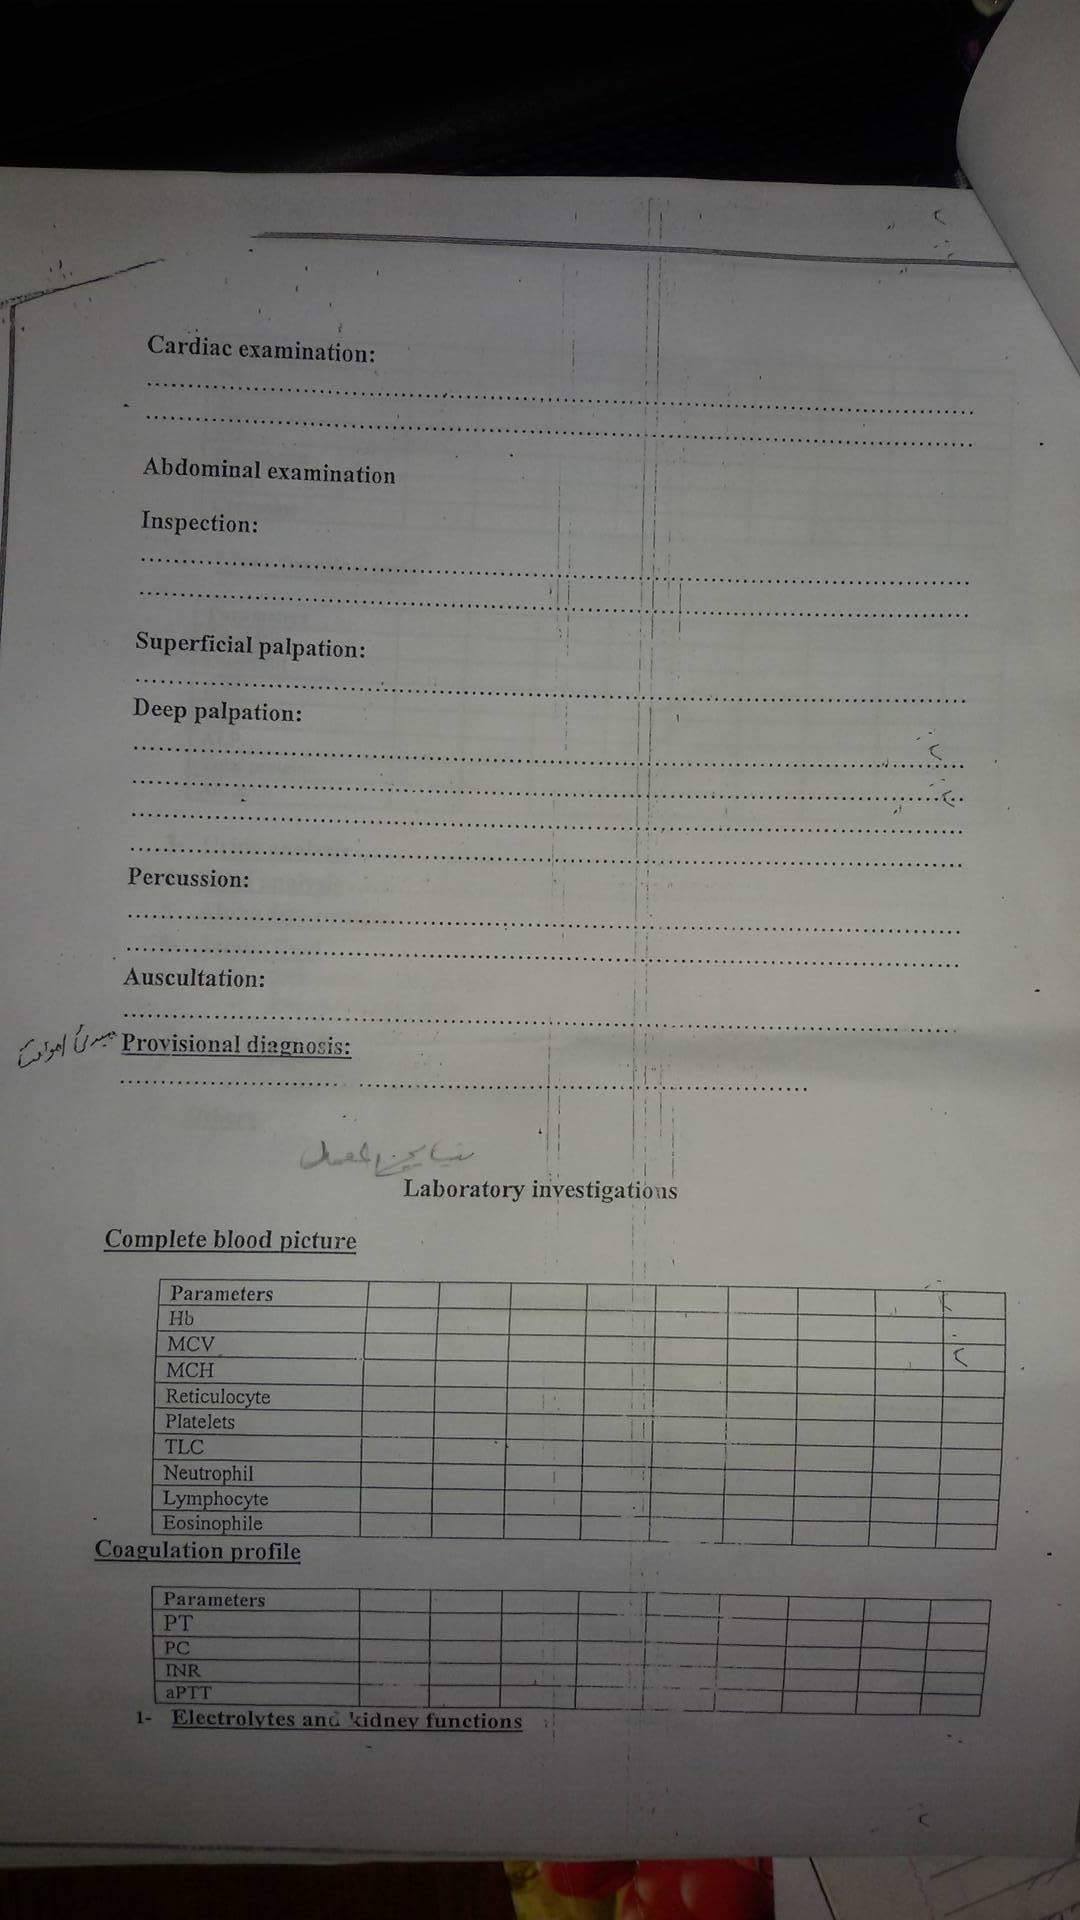 Cardiac examination:
Abdominal examination
Inspection:
Superficial palpation:
Deep palpation:
Percussion:
Auscultation:
Provisional diagnosis:
Laboratory investigations
Complete blood picture
Parameters
Hb
MCV
MCH
Reticulocyte
Platelets
TLC
Neutrophil
Lymphocyte
Eosinophile
Coagulation profile
Parameters
PT
PC
INR
aPTT
1- Electrolytes and kidney functions